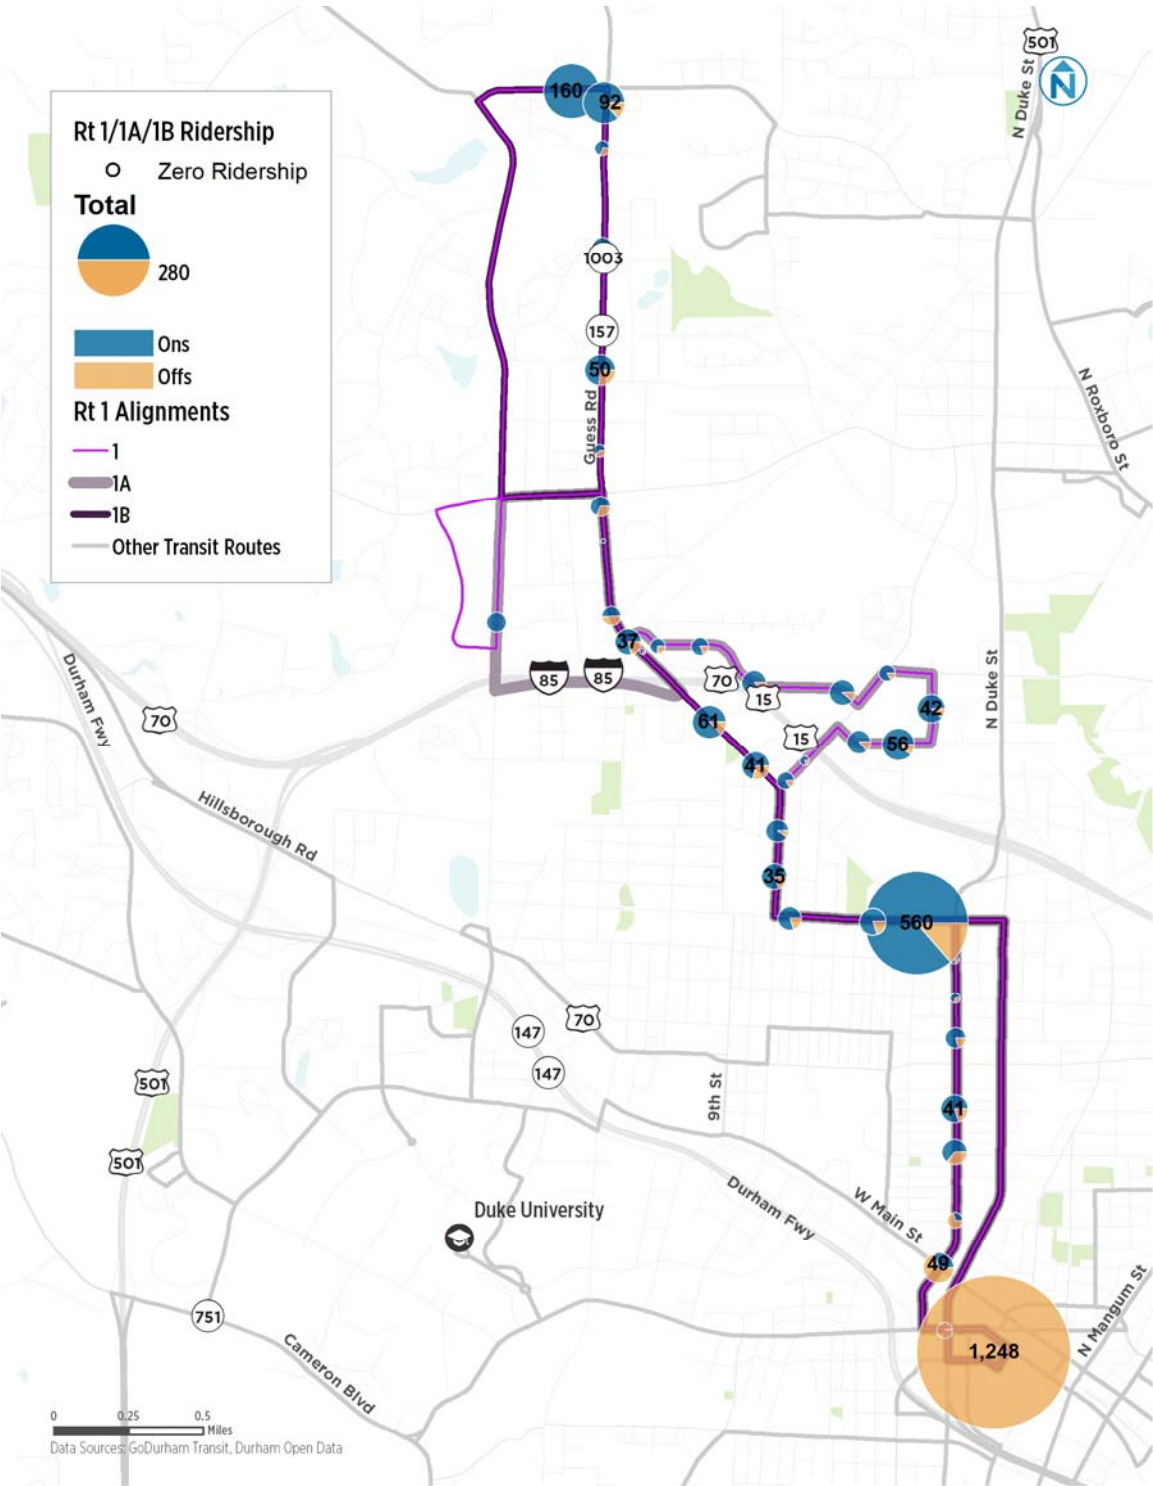 501
N
N Duke St
Rt 1/1A/1B Ridership
Zero Ridership
Total
280
Ons
Offs
Rt 1 Alignments
1
1A
1B
Other Transit Routes
160
92
1003
157
50
Guess Rd
N Roxboro St
37
85
85
70
15
42
N Duke St
Durham Fwy
70
61
15
56
41
Hillsborough Rd
35
560
70
147
147
501
9th St
41
501
Duke University
Durham Fwy
W Main St
49
751
Cameron Blvd
1,248
N Mangum St
0
0.25
0.5
Miles
Data Sources: GoDurham Transit, Durham Open Data